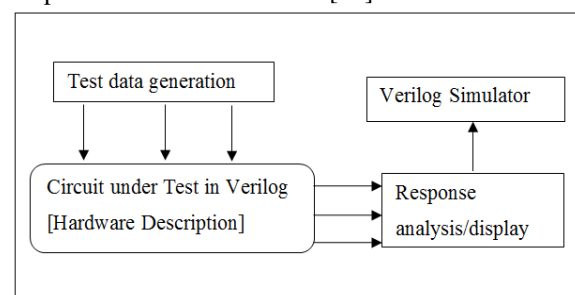 Test data generation
Verilog Simulator
Circuit under Test in Verilog
[Hardware Description]
Response
analysis/display